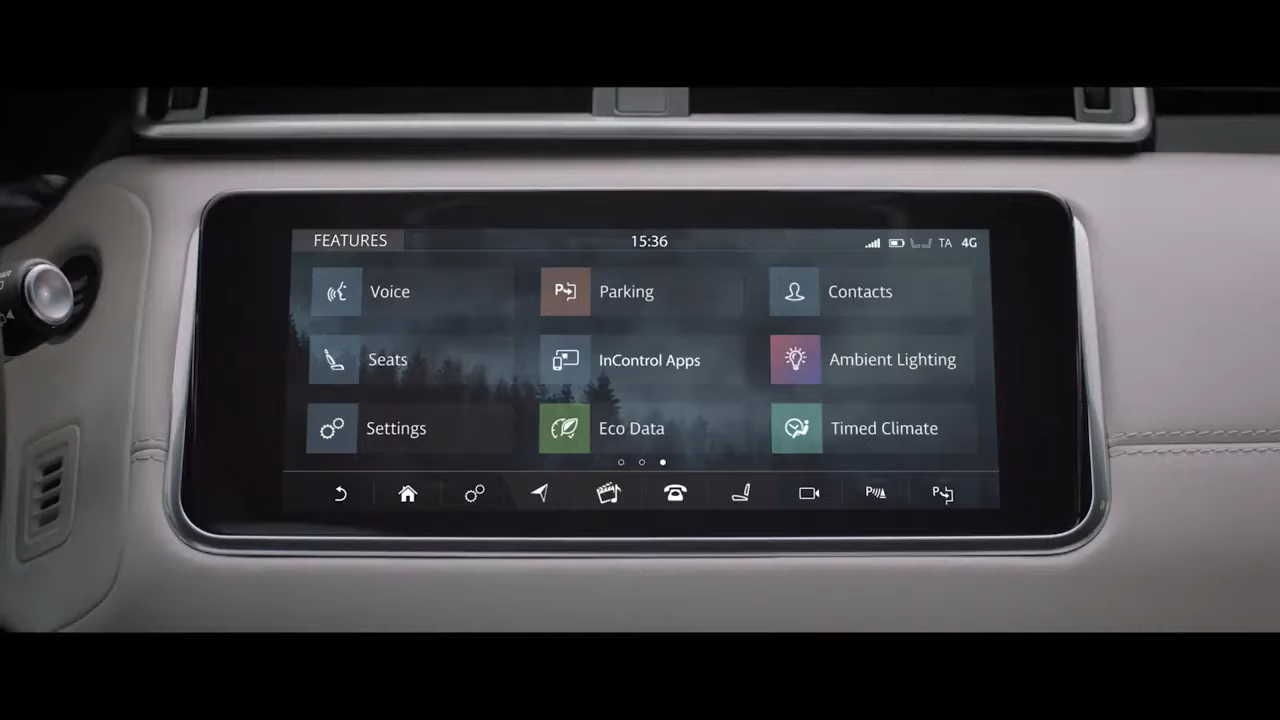 FEATURES 15:36 TA 4G
Voice P Parking Contacts
Seats InControl Apps Ambient Lighting
Settings Eco Data Timed Climate
P P